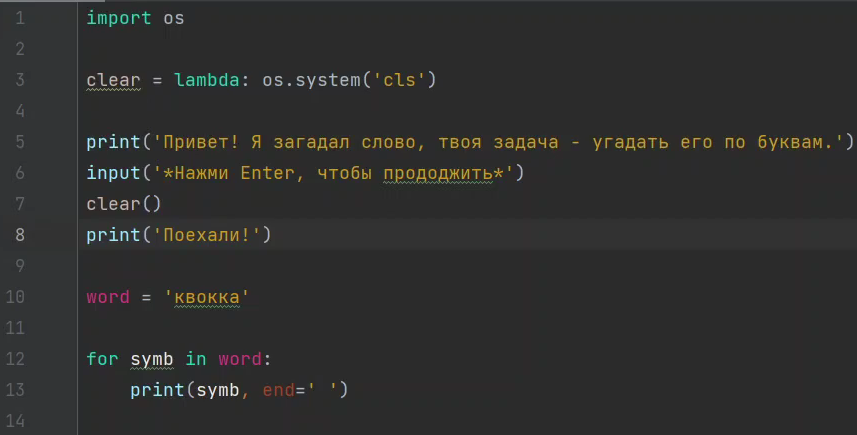 1 import os
2
3 clear = lambda: os.system('cls')
4
5 print('Привет! Я загадал слово, твоя задача - угадать его по буквам.')
6 input('*Нажми Enter, чтобы прододжить*')
7 clear()
8 print('Поехали!')
9
10 word = 'квокка'
11
12 for symb in word:
13     print(symb, end=' ')
14